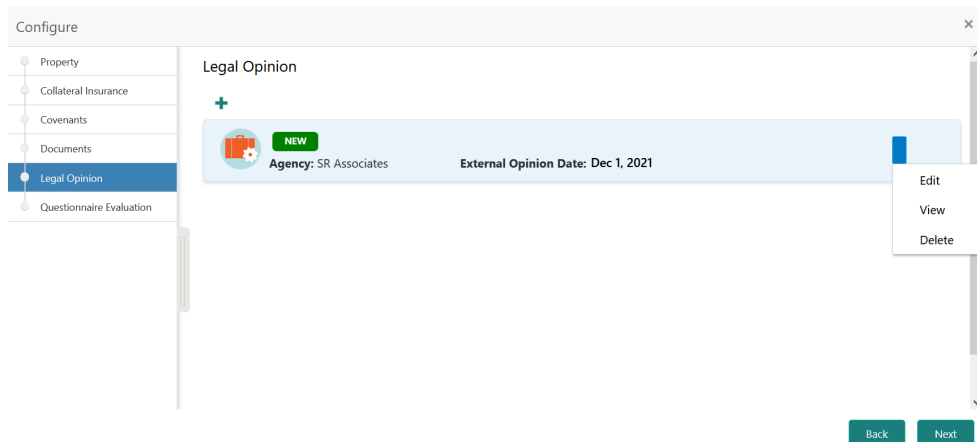 Configure
Property
Collateral Insurance
Covenants
Documents
Legal Opinion
Questionnaire Evaluation
Legal Opinion
NEW
Agency: SR Associates External Opinion Date: Dec 1, 2021
Edit
View
Delete
Back Next